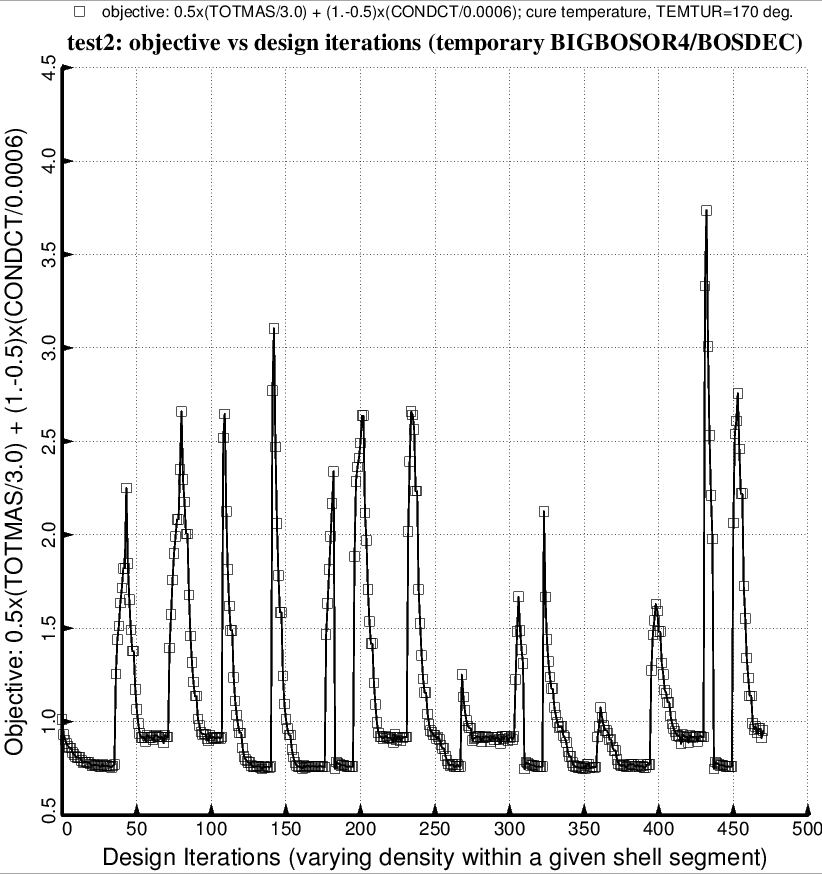 objective: 0.5x(TOTMAS/3.0) + (1.-0.5)x(CONDCT/0.0006); cure temperature, TEMTUR=170 deg.
test2: objective vs design iterations (temporary BIGBOSOR4/BOSDEC)
Objective: 0.5x(TOTMAS/3.0) + (1.-0.5)x(CONDCT/0.0006)
4.5
4.0
3.5
3.0
2.5
2.0
1.5
1.0
0.5
0 50 100 150 200 250 300 350 400 450 500
Design Iterations (varying density within a given shell segment)